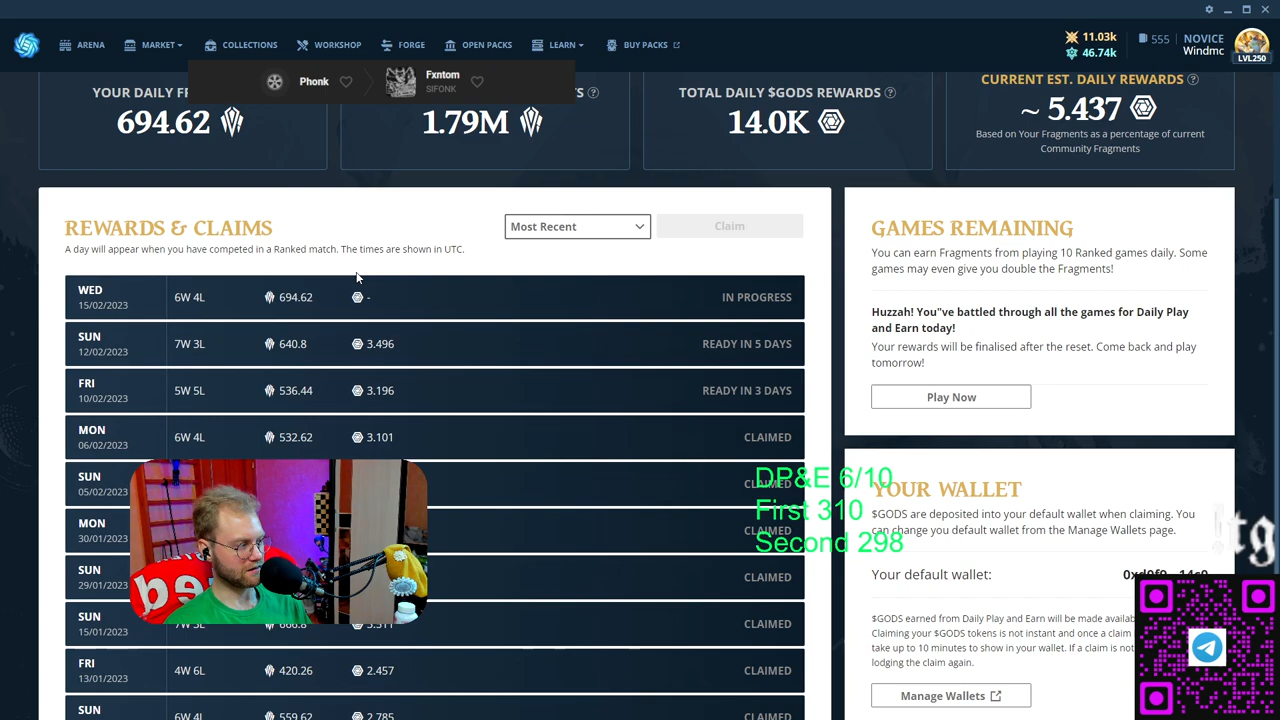 ARENA
MARKET
COLLECTIONS
WORKSHOP
FORGE
OPEN PACKS
LEARN
BUY PACKS
11.03k
46.74k
555
NOVICE
Windmc
LVL250
Phonk
Fxntom
SIFONK
YOUR DAILY
694.62
1.79M
TOTAL DAILY $GODS REWARDS
14.0K
CURRENT EST. DAILY REWARDS
~ 5.437
Based on Your Fragments as a percentage of current
Community Fragments
REWARDS & CLAIMS
A day will appear when you have competed in a Ranked match. The times are shown in UTC.
Most Recent
Claim
WED
15/02/2023
6W 4L
694.62
-
IN PROGRESS
SUN
12/02/2023
7W 3L
640.8
3.496
READY IN 5 DAYS
FRI
10/02/2023
5W 5L
536.44
3.196
READY IN 3 DAYS
MON
06/02/2023
6W 4L
532.62
3.101
CLAIMED
SUN
05/02/2023
CLAIMED
MON
30/01/2023
CLAIMED
SUN
29/01/2023
CLAIMED
SUN
15/01/2023
CLAIMED
FRI
13/01/2023
4W 6L
420.26
2.457
CLAIMED
SUN
6W 4L
559.62
2.785
CLAIMED
GAMES REMAINING
You can earn Fragments from playing 10 Ranked games daily. Some
games may even give you double the Fragments!
Huzzah! You"ve battled through all the games for Daily Play
and Earn today!
Your rewards will be finalised after the reset. Come back and play
tomorrow!
Play Now
DP&E 6/10
First 310
Second 298
YOUR WALLET
$GODS are deposited into your default wallet when claiming. You
can change you default wallet from the Manage Wallets page.
Your default wallet:
$GODS earned from Daily Play and Earn will be made
Claiming your $GODS tokens is not instant and once a claim
take up to 10 minutes to show in your wallet. If a claim is
lodging the claim again.
Manage Wallets